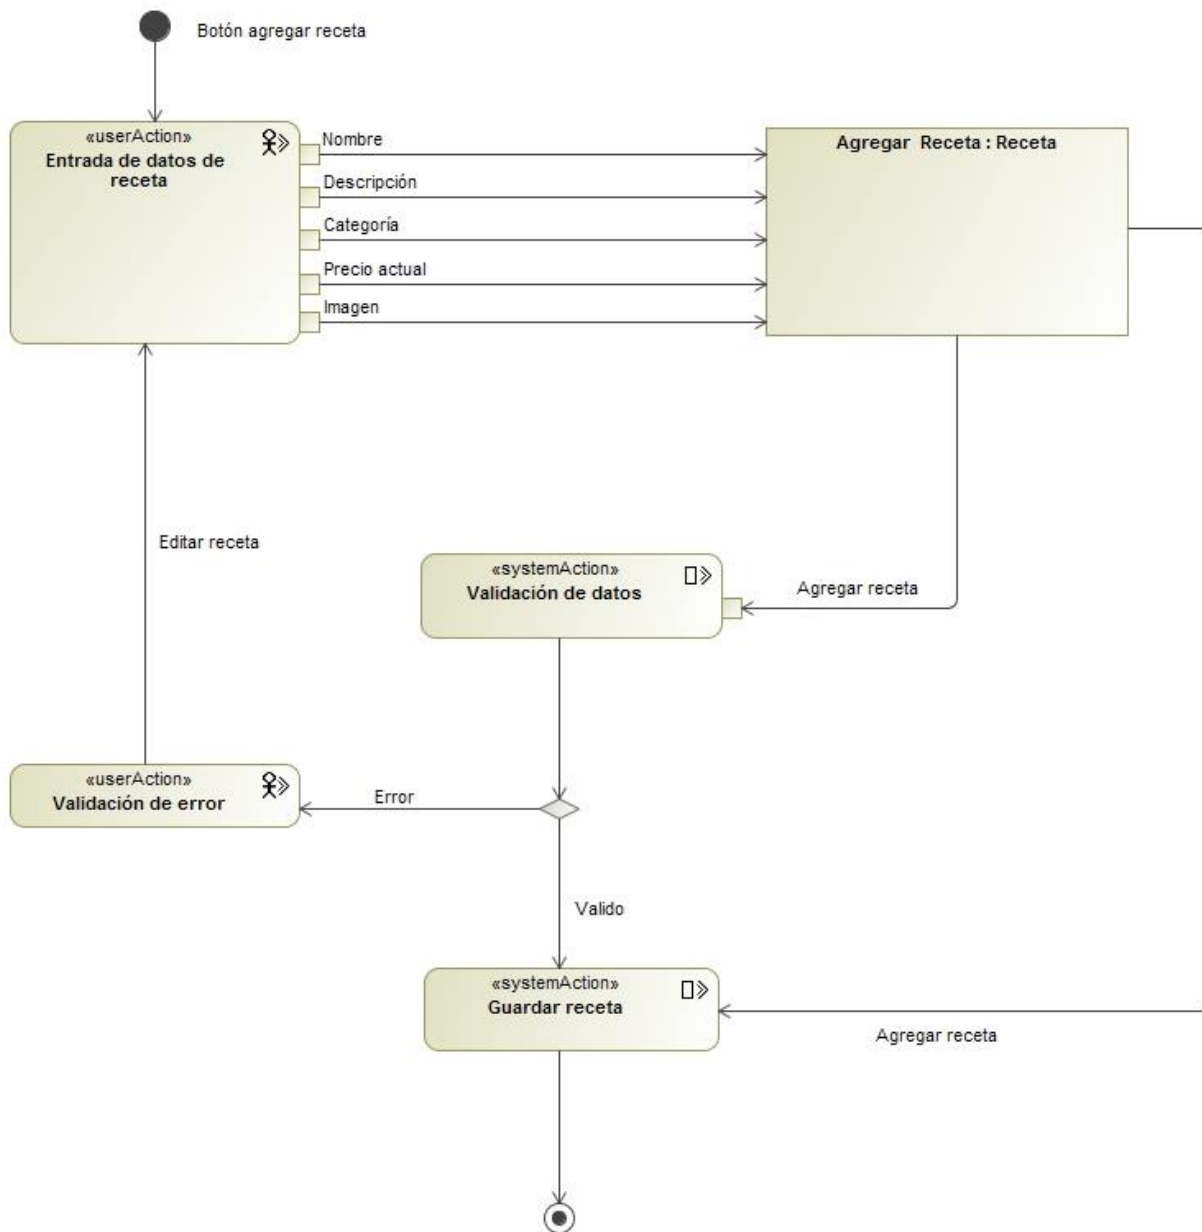 Botón agregar receta
«userAction»
Entrada de datos de
receta
Nombre
Descripción
Categoría
Precio actual
Imagen
Agregar Receta : Receta
Editar receta
«systemAction»
Validación de datos
Agregar receta
«userAction»
Validación de error
Error
Valido
«systemAction»
Guardar receta
Agregar receta